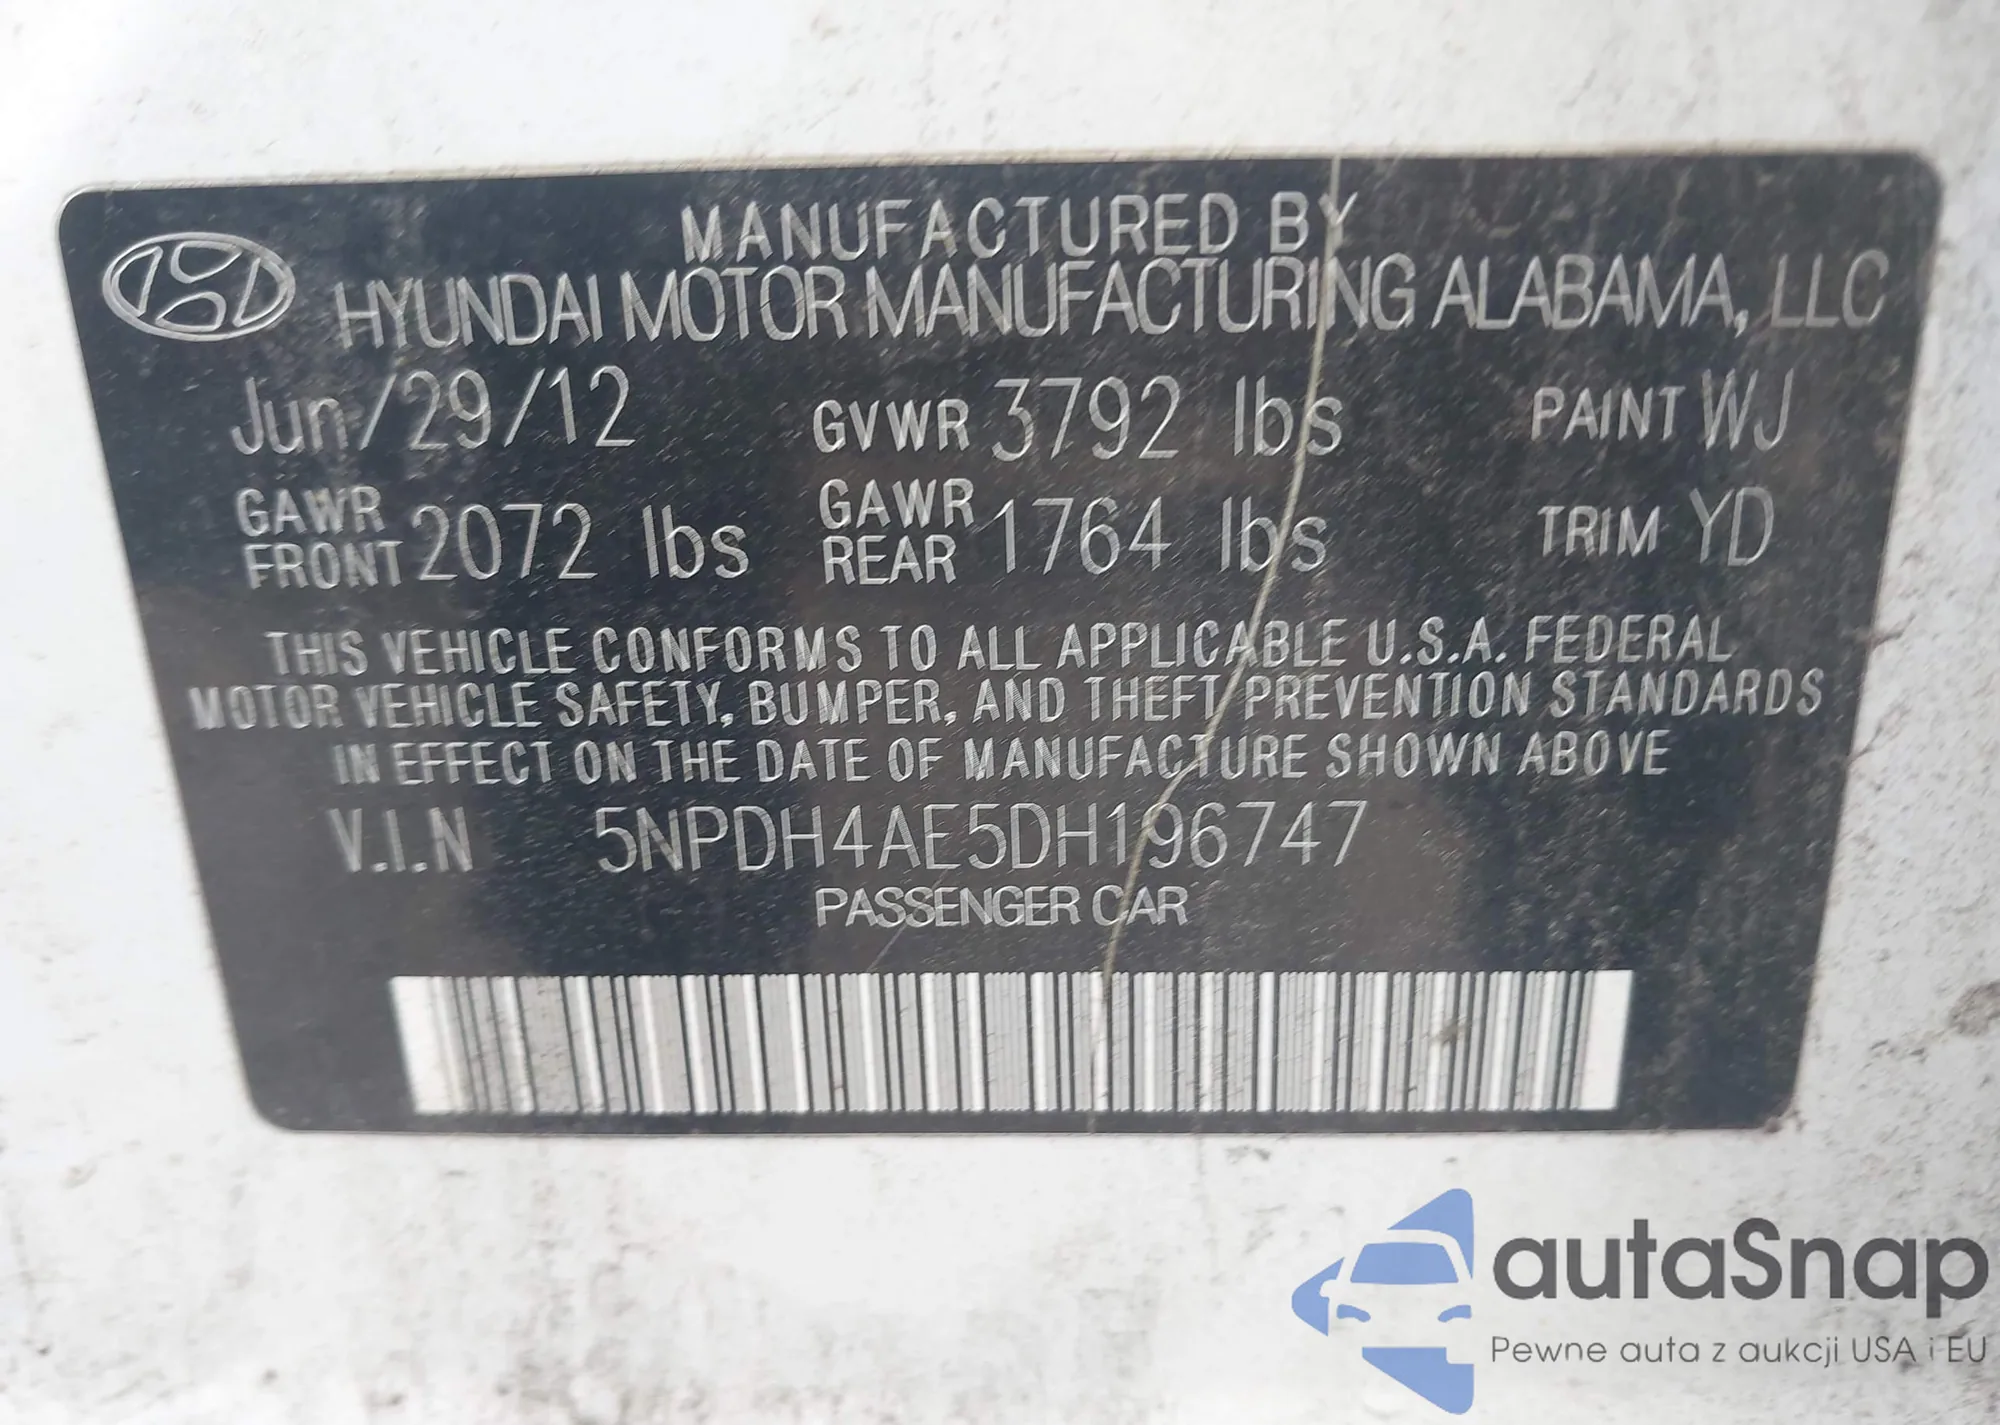 MANUFACTURED BY
HYUNDAI MOTOR MANUFACTURING ALABAMA, LLC
Jun/29/12 GVWR 3792 lbs PAINT WJ
GAWR FRONT 2072 lbs GAWR REAR 1764 lbs TRIM YD
THIS VEHICLE CONFORMS TO ALL APPLICABLE U.S.A. FEDERAL
MOTOR VEHICLE SAFETY, BUMPER, AND THEFT PREVENTION STANDARDS
IN EFFECT ON THE DATE OF MANUFACTURE SHOWN ABOVE
V.I.N 5NPDH4AE5DH196747
PASSENGER CAR
autaSnap
Pewne auta z aukcji USA i EU